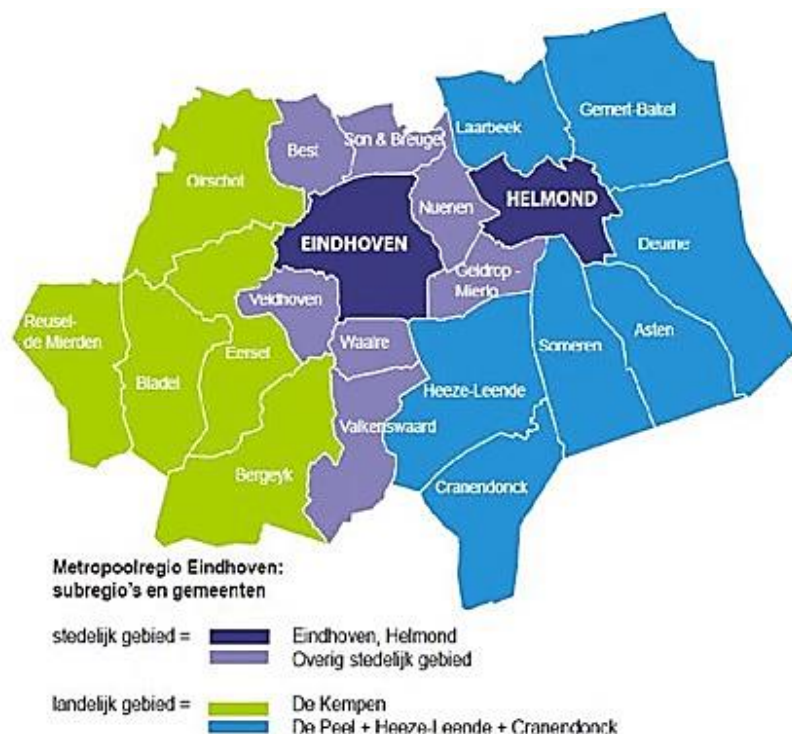 Gemert-Bakel
Laarbeek
Son & Breugel
Best
Oirschot
Nuenen
HELMOND
EINDHOVEN
Deurne
Geldrop -
Mierlo
Veldhoven
Reusel-
de Mierden
Waalre
Someren
Asten
Eersel
Bladel
Heeze-Leende
Valkenswaard
Bergeyk
Cranendonck
Metropoolregio Eindhoven:
subregio's en gemeenten
stedelijk gebied =
Eindhoven, Helmond
Overig stedelijk gebied
landelijk gebied =
De Kempen
De Peel + Heeze-Leende + Cranendonck